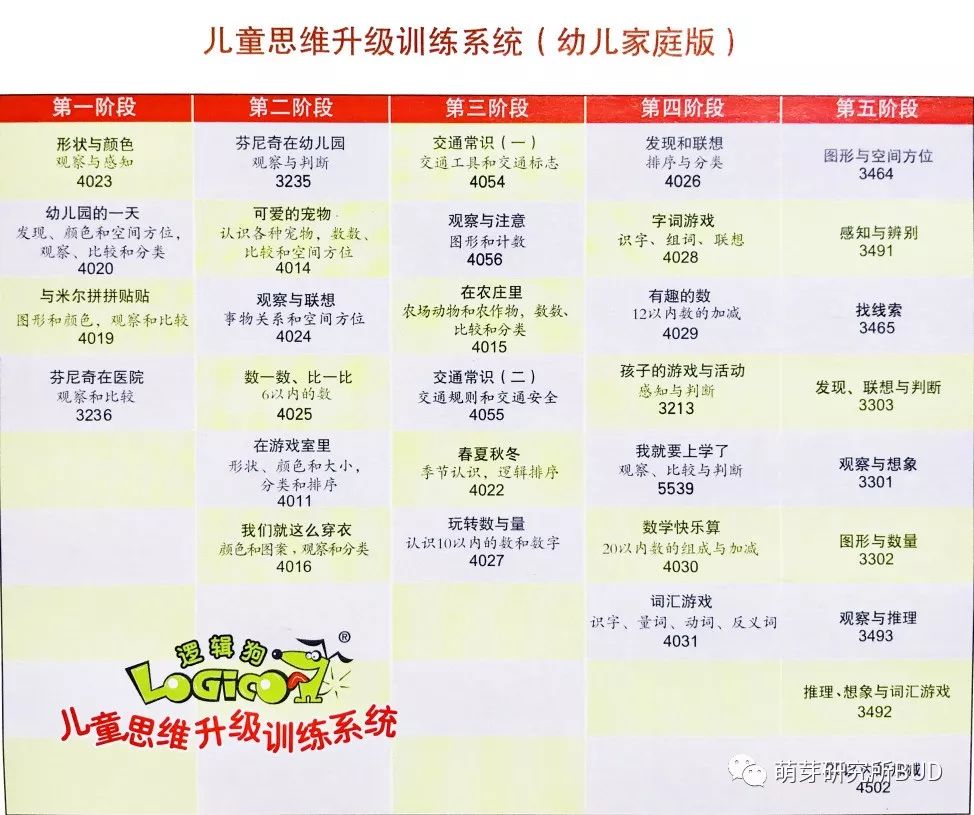 儿童思维升级训练系统（幼儿家庭版）
第一阶段
形状与颜色
观察与感知
4023
幼儿园的一天
发现、颜色和空间方位，
观察、比较和分类
4020
与米尔拼拼贴贴
图形和颜色，观察和比较
4019
芬尼奇在医院
观察和比较
3236
第二阶段
芬尼奇在幼儿园
观察与判断
3235
可爱的宠物
认识各种宠物，数数、
比较和空间方位
4014
观察与联想
事物关系和空间方位
4024
数一数、比一比
6以内的数
4025
在游戏室里
形状、颜色和大小，
分类和排序
4011
我们就这么穿衣
颜色和图案，观察和分类
4016
第三阶段
交通常识（一）
交通工具和交通标志
4054
观察与注意
图形和计数
4056
在农庄里
农场动物和农作物，数数、
比较和分类
4015
交通常识（二）
交通规则和交通安全
4055
春夏秋冬
季节认识，逻辑排序
4022
玩转数与量
认识10以内的数和数字
4027
第四阶段
发现和联想
排序与分类
4026
字词游戏
识字、组词、联想
4028
有趣的数
12以内数的加减
4029
孩子的游戏与活动
感知与判断
3213
我就要上学了
观察、比较与判断
5539
数学快乐算
20以内数的组成与加减
4030
词汇游戏
识字、量词、动词、反义词
4031
第五阶段
图形与空间方位
3464
感知与辨别
3491
找线索
3465
发现、联想与判断
3303
观察与想象
3301
图形与数量
3302
观察与推理
3493
推理、想象与词汇游戏
3492
4502
逻辑狗
LOGICO
®
儿童思维升级训练系统
萌芽研究所BUD